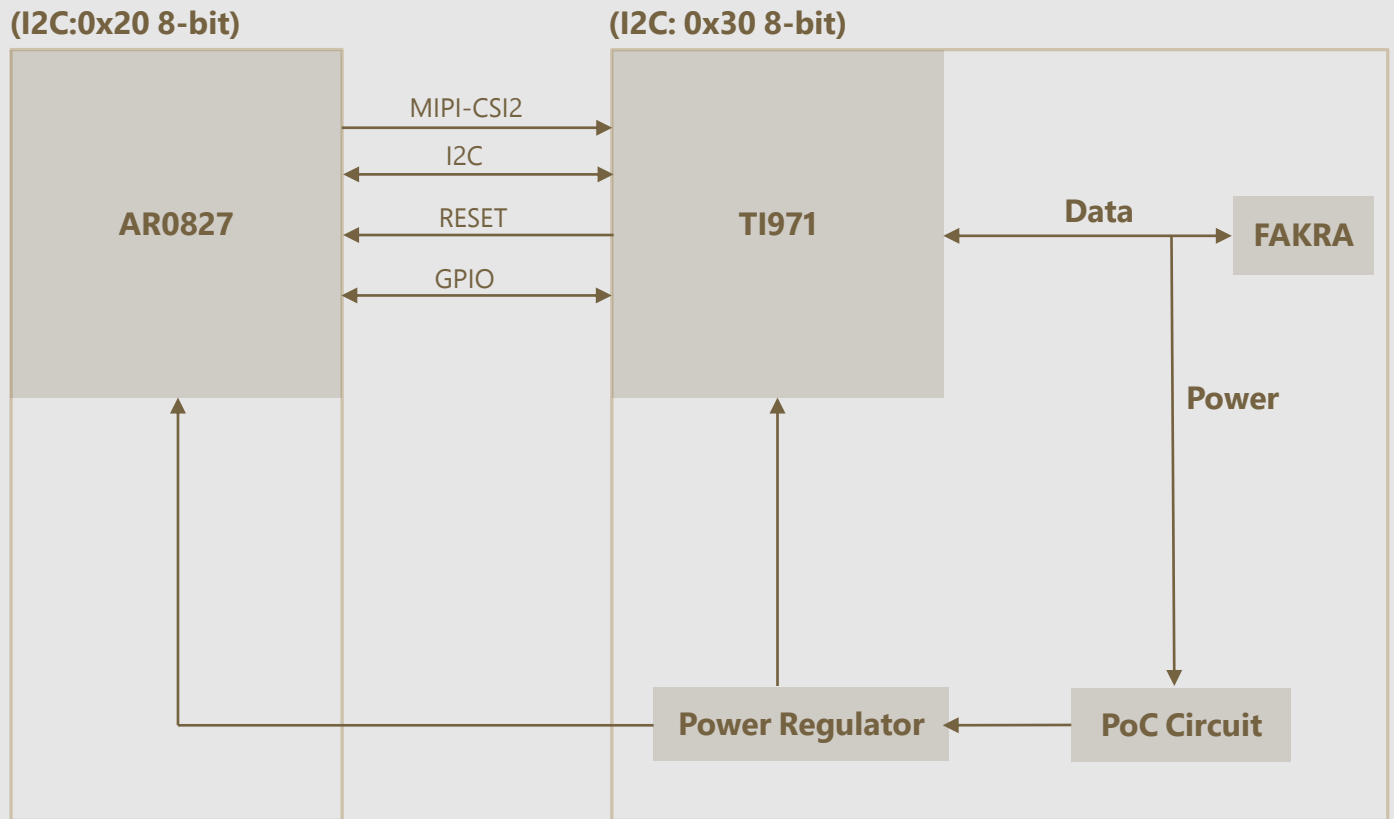 (I2C:0x20 8-bit)
(I2C: 0x30 8-bit)
MIPI-CSI2
I2C
RESET
GPIO
AR0827
TI971
Data
FAKRA
Power
Power Regulator
PoC Circuit